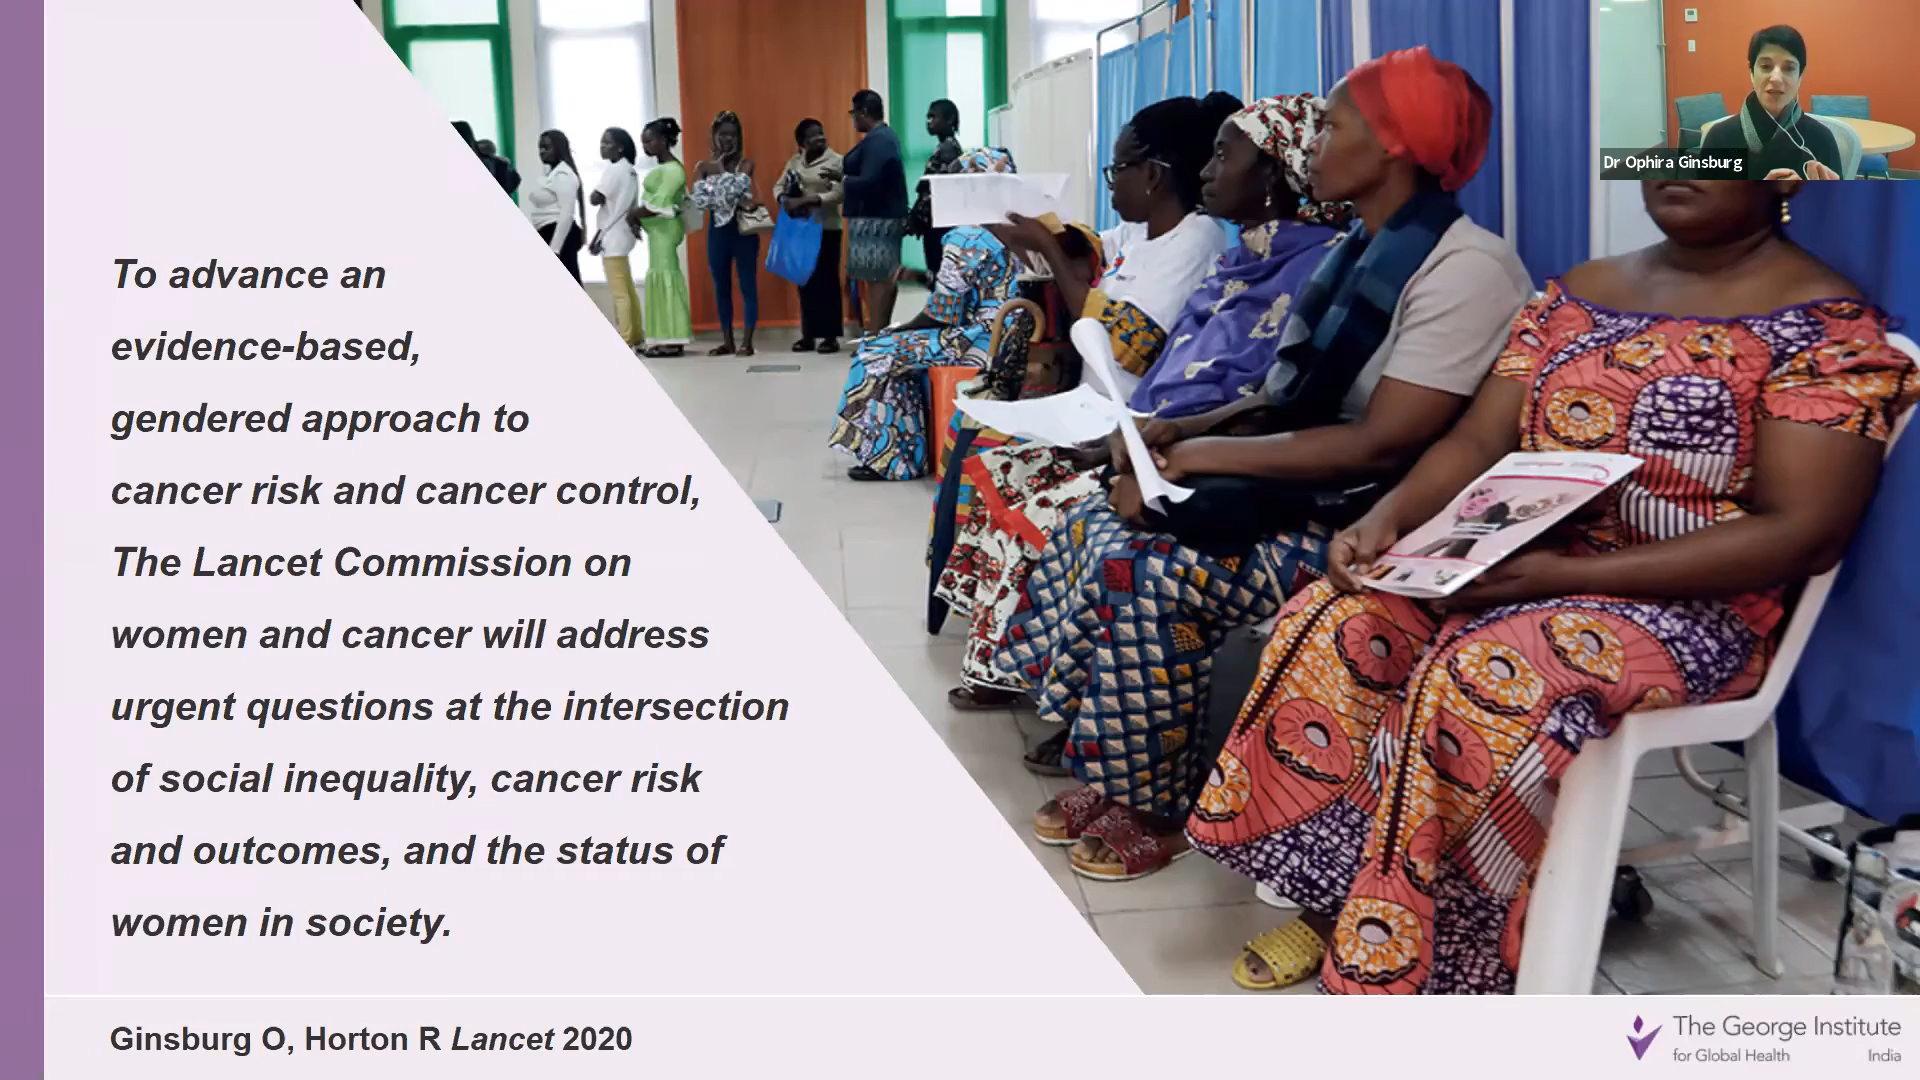 To advance an
evidence-based,
gendered approach to
cancer risk and cancer control,
The Lancet Commission on
women and cancer will address
urgent questions at the intersection
of social inequality, cancer risk
and outcomes, and the status of
women in society.
Ginsburg O, Horton R Lancet 2020
Dr Ophira Ginsburg
The George Institute
for Global Health India